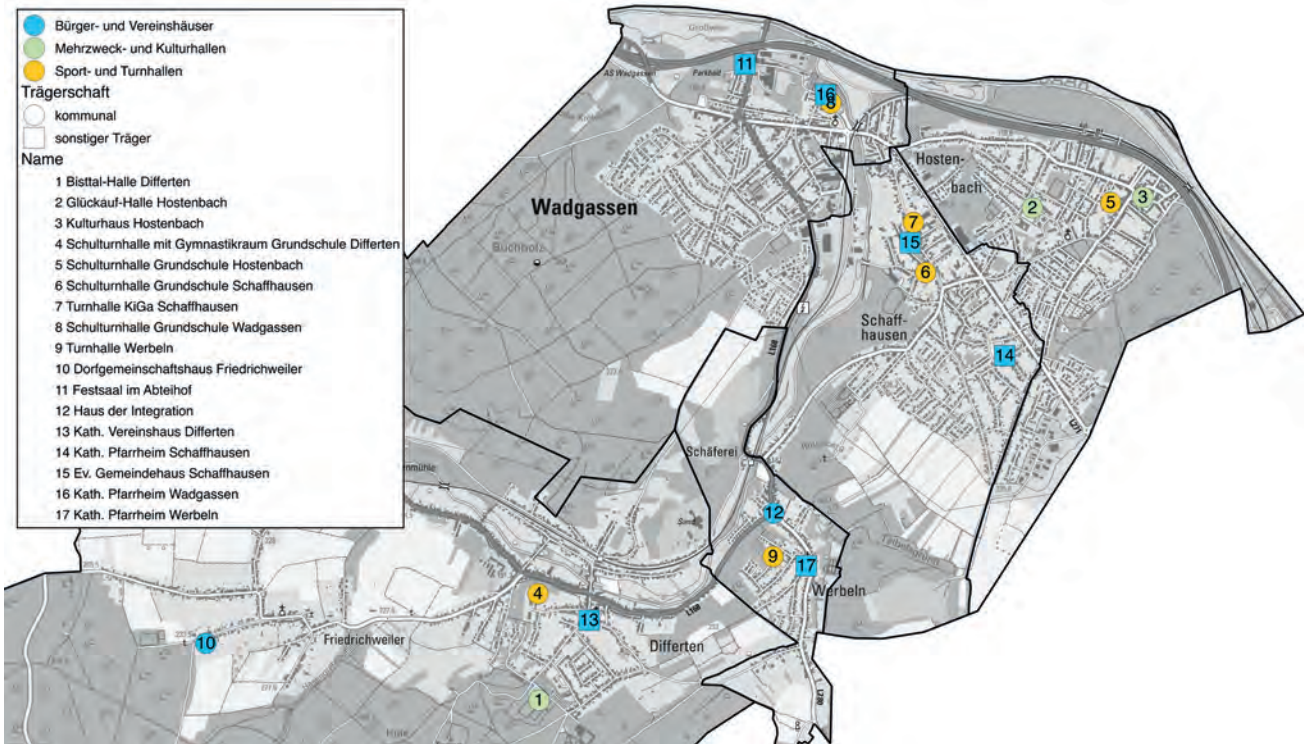 Bürger- und Vereinshäuser
Mehrzweck- und Kulturhallen
Sport- und Turnhallen
Trägerschaft
kommunal
sonstiger Träger
Name
1 Bisttal-Halle Differten
2 Glückauf-Halle Hostenbach
3 Kulturhaus Hostenbach
4 Schulturnhalle mit Gymnastikraum Grundschule Differten
5 Schulturnhalle Grundschule Hostenbach
6 Schulturnhalle Grundschule Schaffhausen
7 Turnhalle KiGa Schaffhausen
8 Schulturnhalle Grundschule Wadgassen
9 Turnhalle Werbeln
10 Dorfgemeinschaftshaus Friedrichweiler
11 Festsaal im Abteihof
12 Haus der Integration
13 Kath. Vereinshaus Differten
14 Kath. Pfarrheim Schaffhausen
15 Ev. Gemeindehaus Schaffhausen
16 Kath. Pfarrheim Wadgassen
17 Kath. Pfarrheim Werbeln
AS Wadgassen
11
16
8
Hosten-
bach
Wadgassen
Buchholz
2
5
3
7
15
6
Schaff-
hausen
14
L168
L271
Schäferei
12
9
17
Werbeln
4
13
L168
10
Friedrichweiler
Differten
1